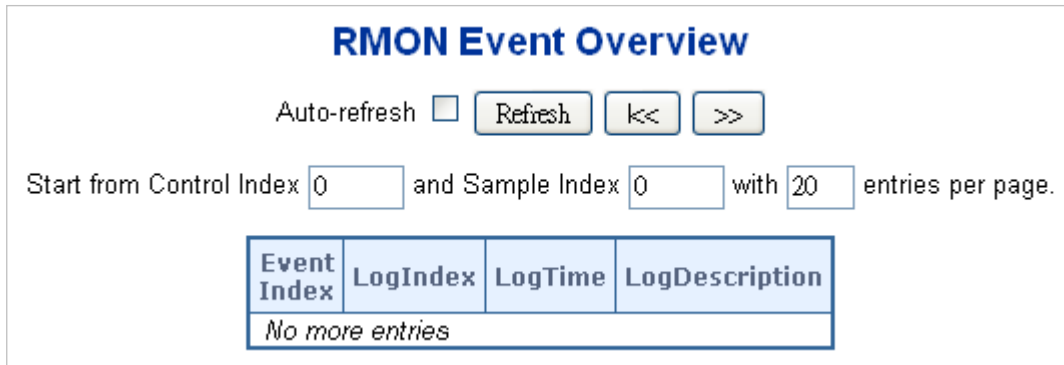 RMON Event Overview
Auto-refresh Refresh k<< >>
Start from Control Index 0 and Sample Index 0 with 20 entries per page.
Event Index LogIndex LogTime LogDescription
No more entries